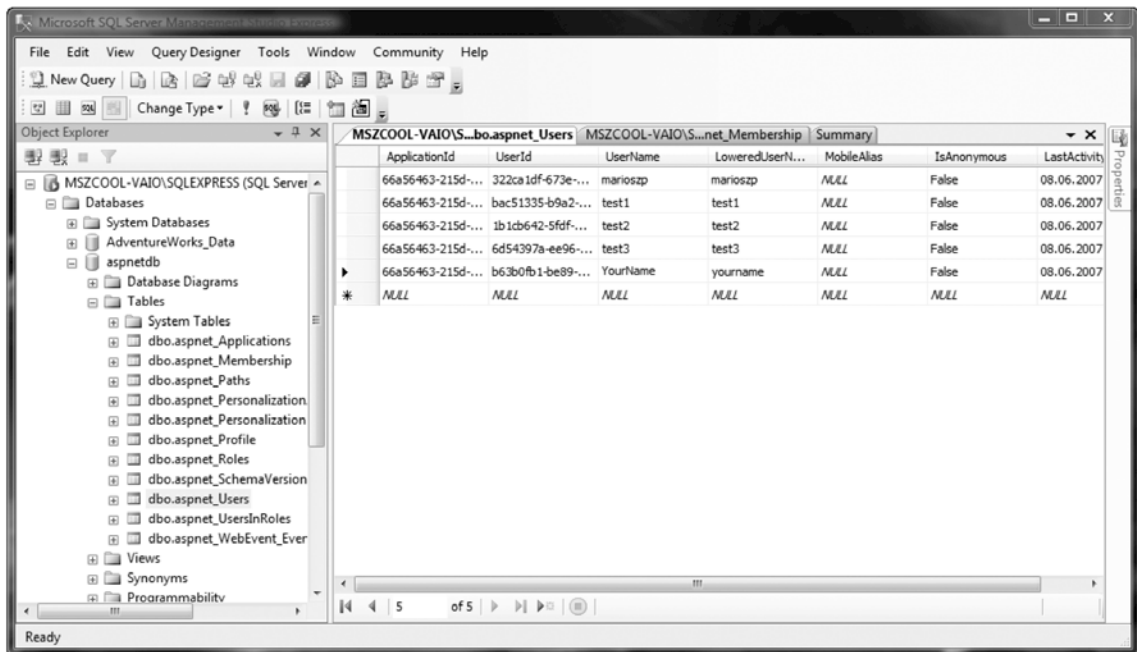 Microsoft SQL Server Management Studio Express
File Edit View Query Designer Tools Window Community Help
New Query
Change Type
Object Explorer
MSZCOOL-VAIO\SQLEXPRESS (SQL Server
Databases
System Databases
AdventureWorks_Data
aspnetdb
Database Diagrams
Tables
System Tables
dbo.aspnet_Applications
dbo.aspnet_Membership
dbo.aspnet_Paths
dbo.aspnet_Personalization.
dbo.aspnet_Personalization
dbo.aspnet_Profile
dbo.aspnet_Roles
dbo.aspnet_SchemaVersion
dbo.aspnet_Users
dbo.aspnet_UsersInRoles
dbo.aspnet_WebEvent_Ever
Views
Synonyms
Programmability
MSZCOOL-VAIO\S...bo.aspnet_Users MSZCOOL-VAIO\S...net_Membership Summary
ApplicationId UserId UserName LoweredUserN... MobileAlias IsAnonymous LastActivity
66a56463-215d-... 322ca1df-673e-... marioszp marioszp NULL False 08.06.2007
66a56463-215d-... bac51335-b9a2-... test1 test1 NULL False 08.06.2007
66a56463-215d-... 1b1cb642-5fdf-... test2 test2 NULL False 08.06.2007
66a56463-215d-... 6d54397a-ee96-... test3 test3 NULL False 08.06.2007
66a56463-215d-... b63b0fb1-be89-... YourName yourname NULL False 08.06.2007
NULL NULL NULL NULL NULL NULL NULL
5 of 5
Properties
Ready